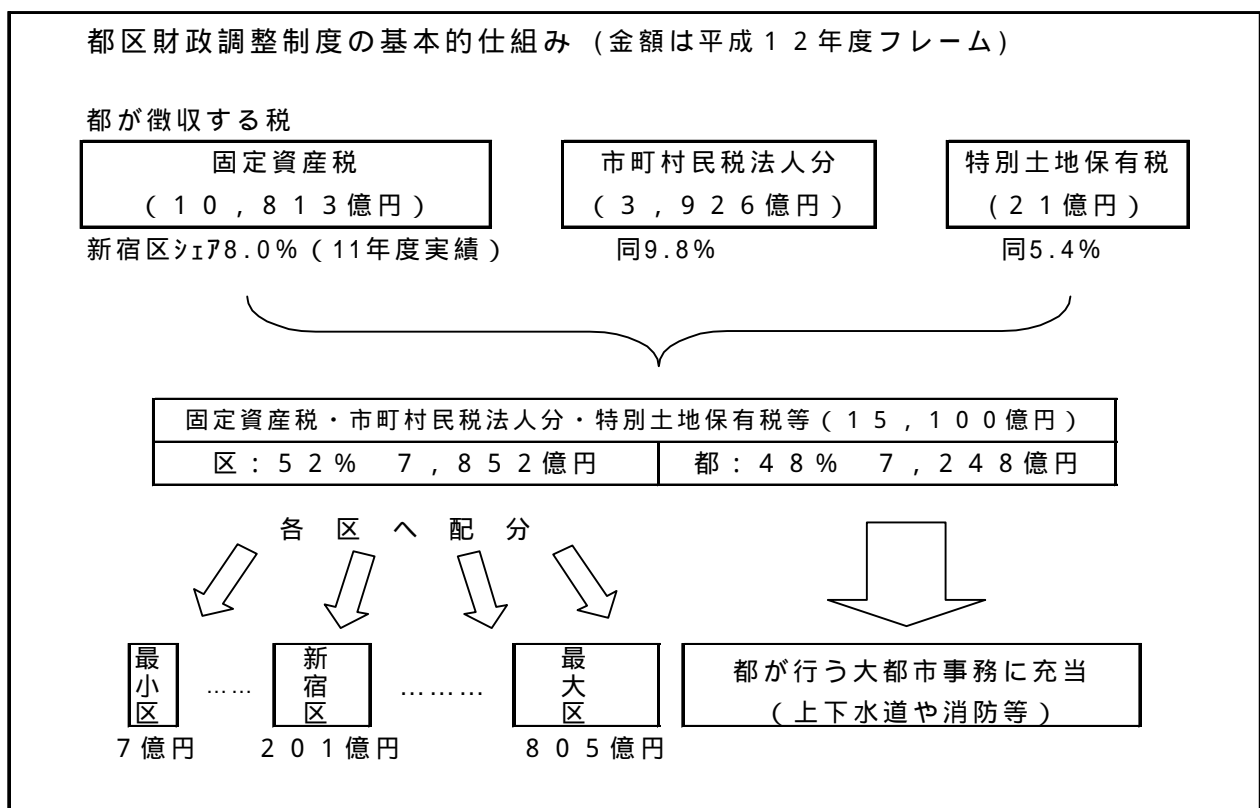 都区財政調整制度の基本的仕組み (金額は平成12年度フレーム)
都が徴収する税
固定資産税
(10,813億円)
市町村民税法人分
(3,926億円)
特別土地保有税
(21億円)
新宿区シェア8.0%(11年度実績)
同9.8%
同5.4%
固定資産税・市町村民税法人分・特別土地保有税等(15,100億円)
区:52% 7,852億円
都:48% 7,248億円
各区へ配分
最小区
……
新宿区
………
最大区
都が行う大都市事務に充当
(上下水道や消防等)
7億円
201億円
805億円